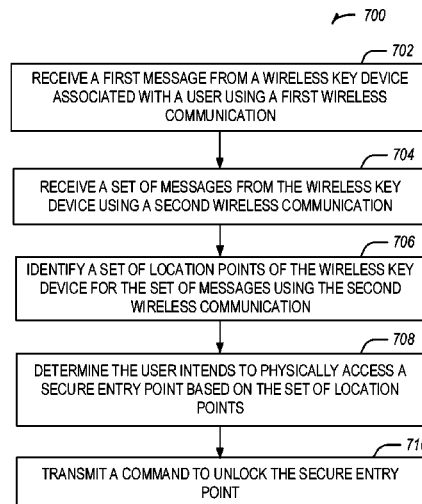 700
702
RECEIVE A FIRST MESSAGE FROM A WIRELESS KEY DEVICE
ASSOCIATED WITH A USER USING A FIRST WIRELESS
COMMUNICATION
704
RECEIVE A SET OF MESSAGES FROM THE WIRELESS KEY
DEVICE USING A SECOND WIRELESS COMMUNICATION
706
IDENTIFY A SET OF LOCATION POINTS OF THE WIRELESS KEY
DEVICE FOR THE SET OF MESSAGES USING THE SECOND
WIRELESS COMMUNICATION
708
DETERMINE THE USER INTENDS TO PHYSICALLY ACCESS A
SECURE ENTRY POINT BASED ON THE SET OF LOCATION
POINTS
TRANSMIT A COMMAND TO UNLOCK THE SECURE ENTRY
POINT